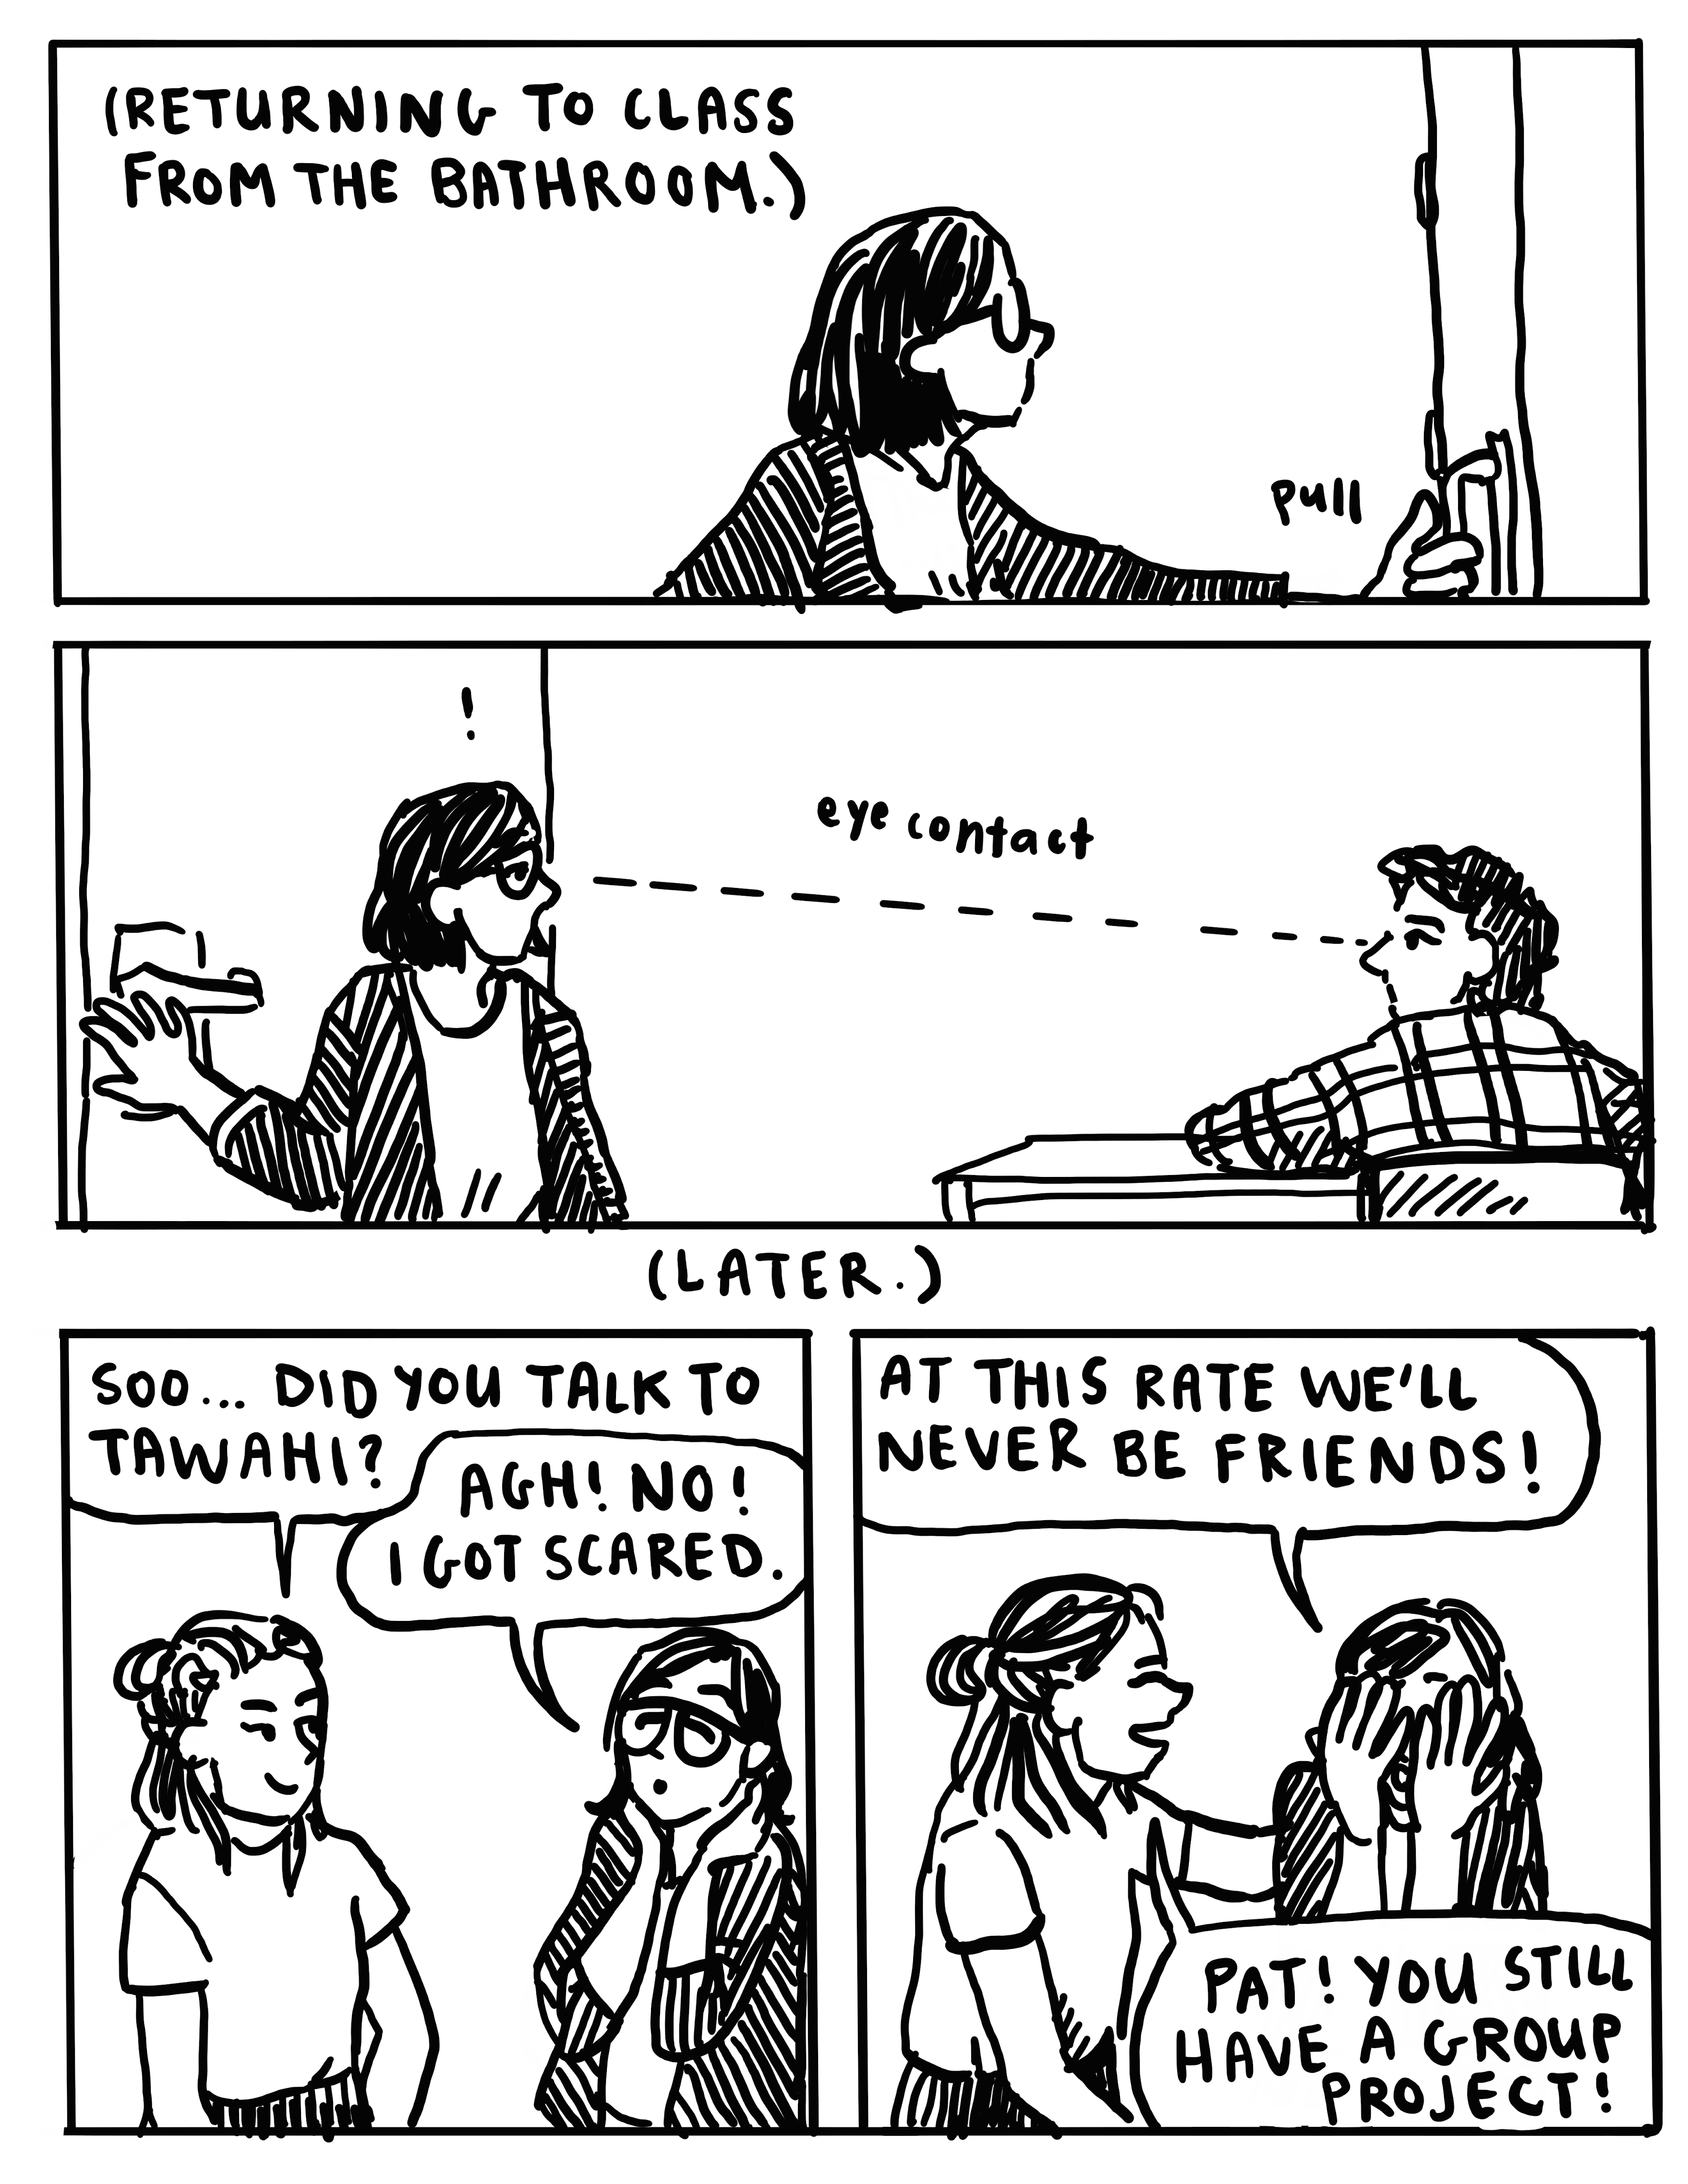 (RETURNING TO CLASS
FROM THE BATHROOM.)
pull
!
eye contact
(LATER.)
SOO... DID YOU TALK TO
TAWAHI?
AGH! NO!
I GOT SCARED.
AT THIS RATE WE'LL
NEVER BE FRIENDS!
PAT! YOU STILL
HAVE A GROUP
PROJECT!